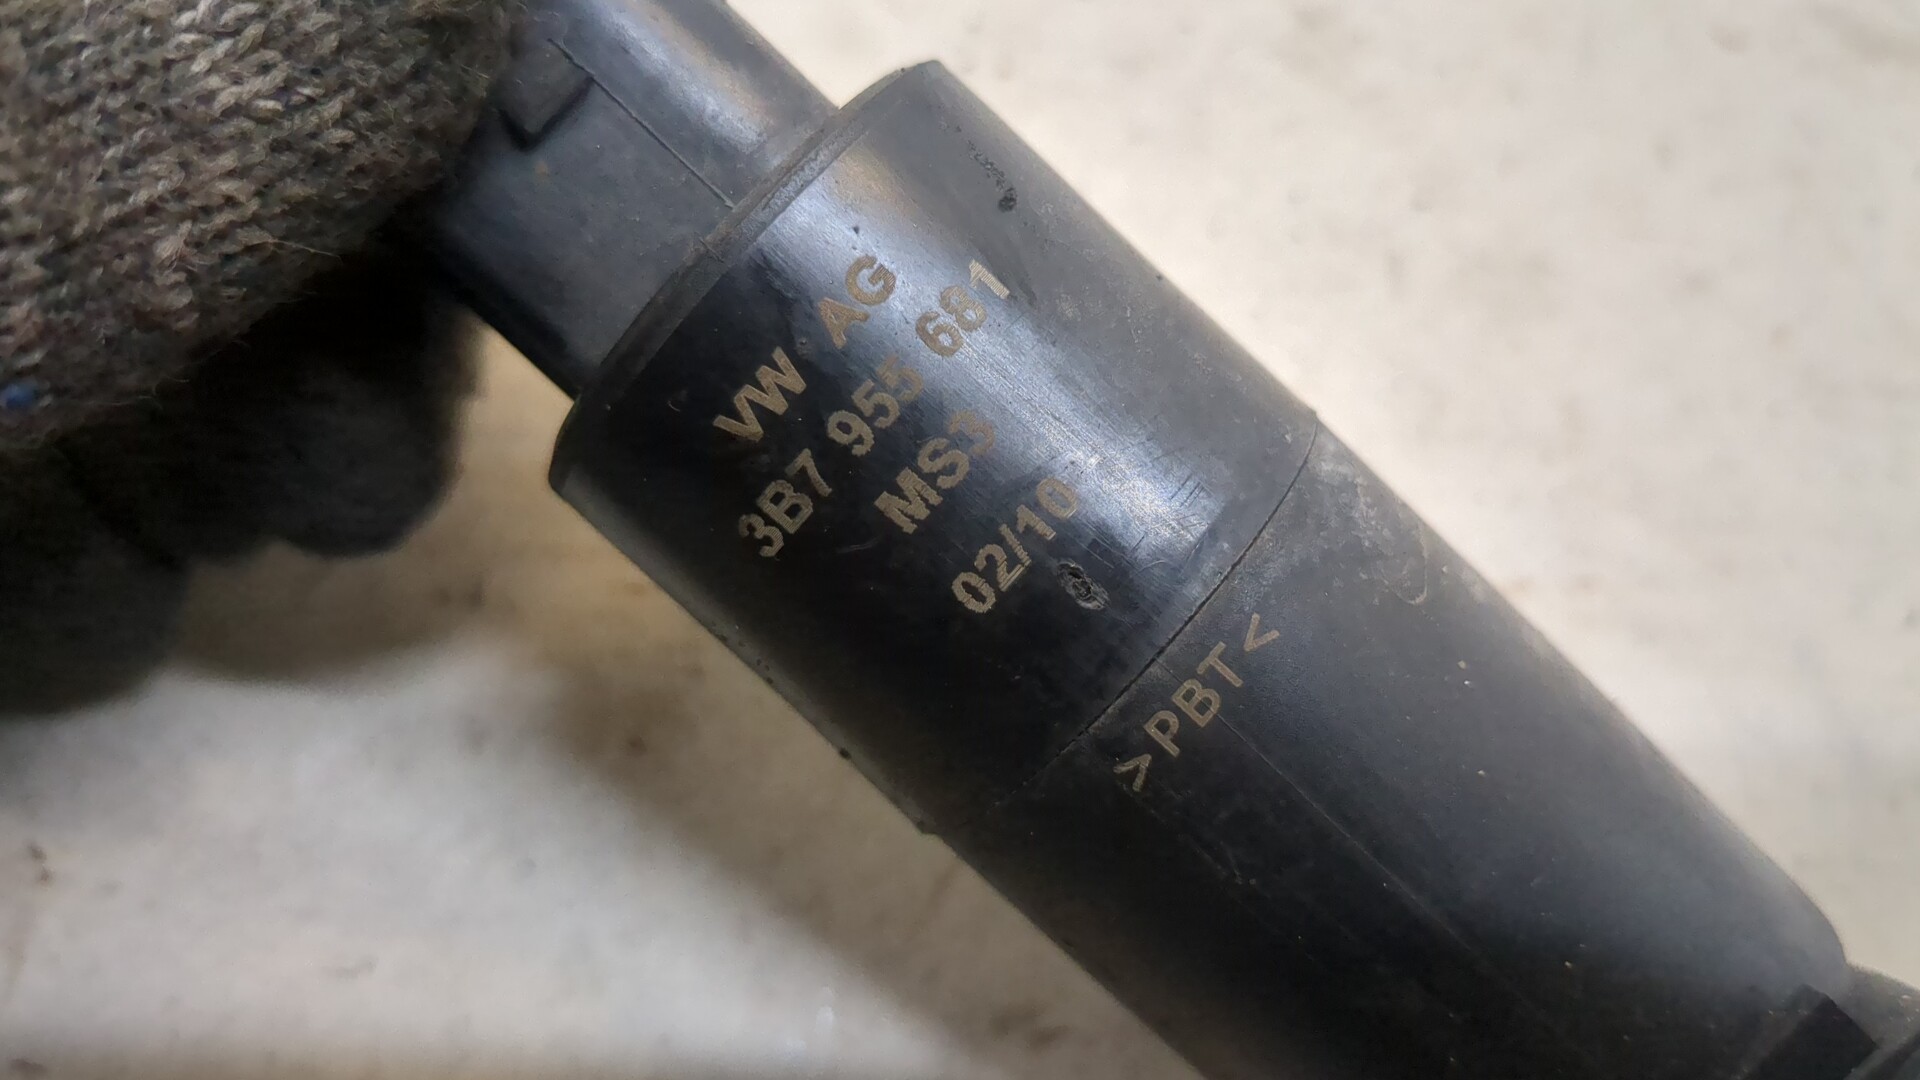 VW AG
3B7 955 681
MS3
02/10
>PBT<